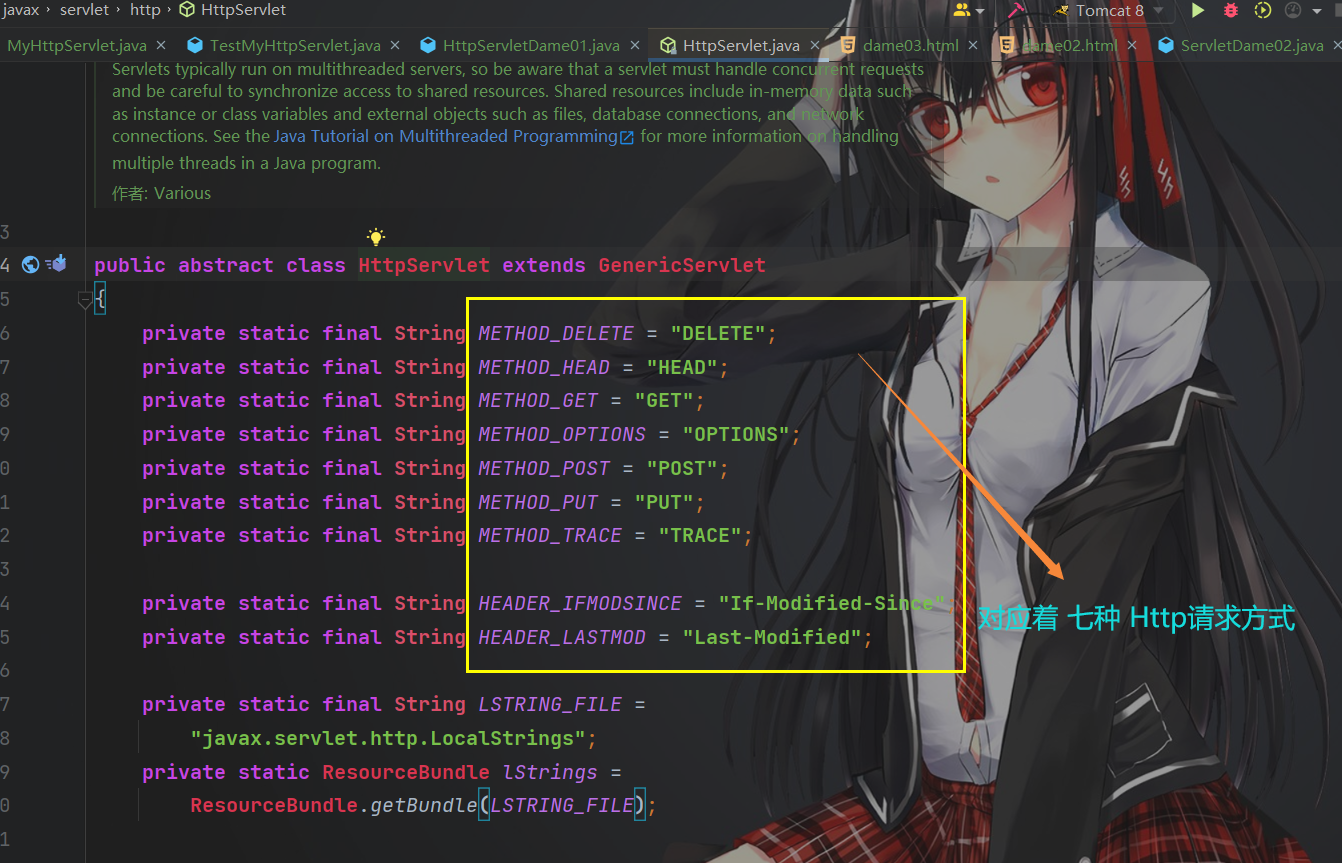 javax › servlet › http › HttpServlet
Tomcat 8
MyHttpServlet.java × TestMyHttpServlet.java × HttpServletDame01.java × HttpServlet.java × dame03.html × dame02.html × ServletDame02.java ×
Servlets typically run on multithreaded servers, so be aware that a servlet must handle concurrent requests
and be careful to synchronize access to shared resources. Shared resources include in-memory data such
as instance or class variables and external objects such as files, database connections, and network
connections. See the Java Tutorial on Multithreaded Programming for more information on handling
multiple threads in a Java program.
作者: Various
3
4 public abstract class HttpServlet extends GenericServlet
5 {
6 private static final String METHOD_DELETE = "DELETE";
7 private static final String METHOD_HEAD = "HEAD";
8 private static final String METHOD_GET = "GET";
9 private static final String METHOD_OPTIONS = "OPTIONS";
0 private static final String METHOD_POST = "POST";
1 private static final String METHOD_PUT = "PUT";
2 private static final String METHOD_TRACE = "TRACE";
3
4 private static final String HEADER_IFMODSINCE = "If-Modified-Since"
对应着 七种 Http请求方式
5 private static final String HEADER_LASTMOD = "Last-Modified";
6
7 private static final String LSTRING_FILE =
8 "javax.servlet.http.LocalStrings";
9 private static ResourceBundle lStrings =
0 ResourceBundle.getBundle(LSTRING_FILE);
1